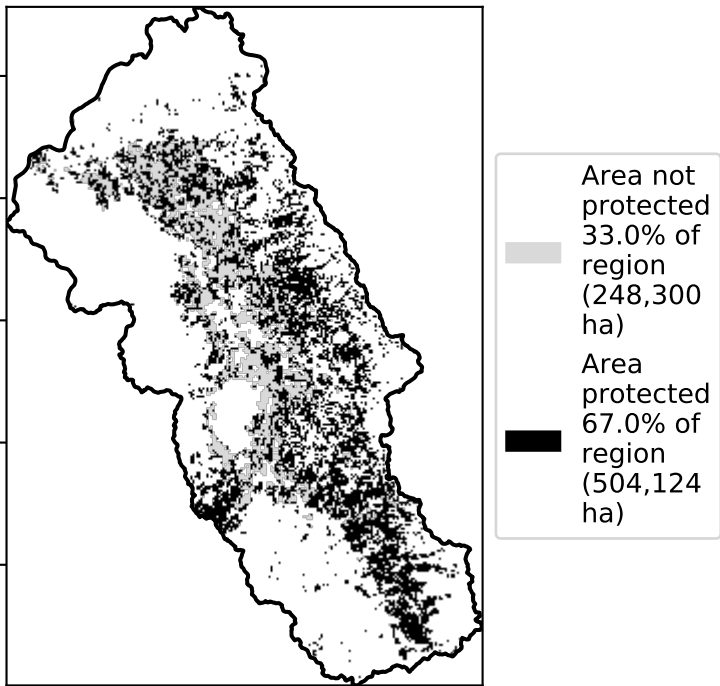 Area not
protected
33.0% of
region
(248,300
ha)
Area
protected
67.0% of
region
(504,124
ha)